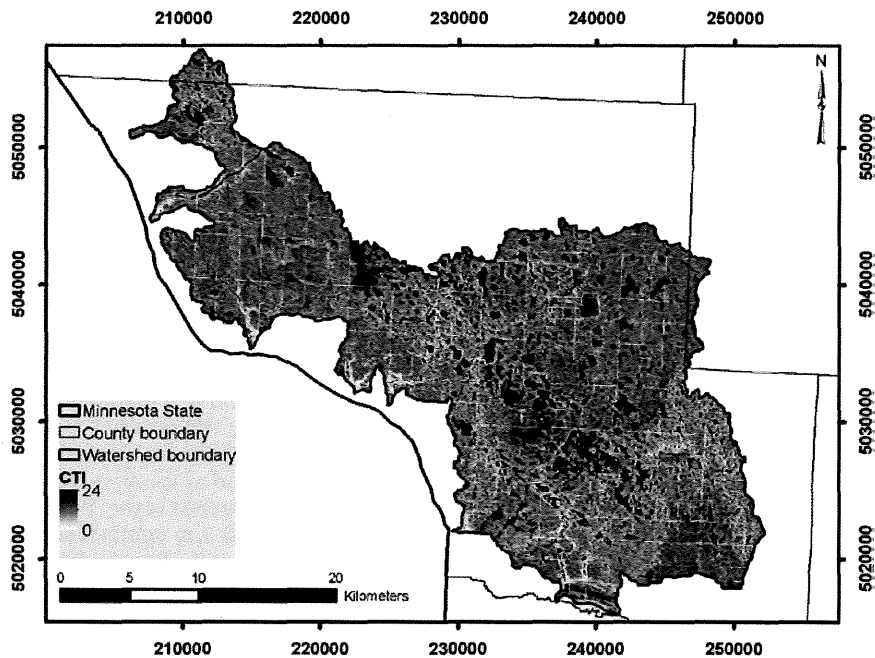 210000 220000 230000 240000 250000
N
5050000 5050000
5040000 5040000
5030000 5030000
5020000 5020000
Minnesota State
County boundary
Watershed boundary
CTI
24
0
0 5 10 20
Kilometers
210000 220000 230000 240000 250000